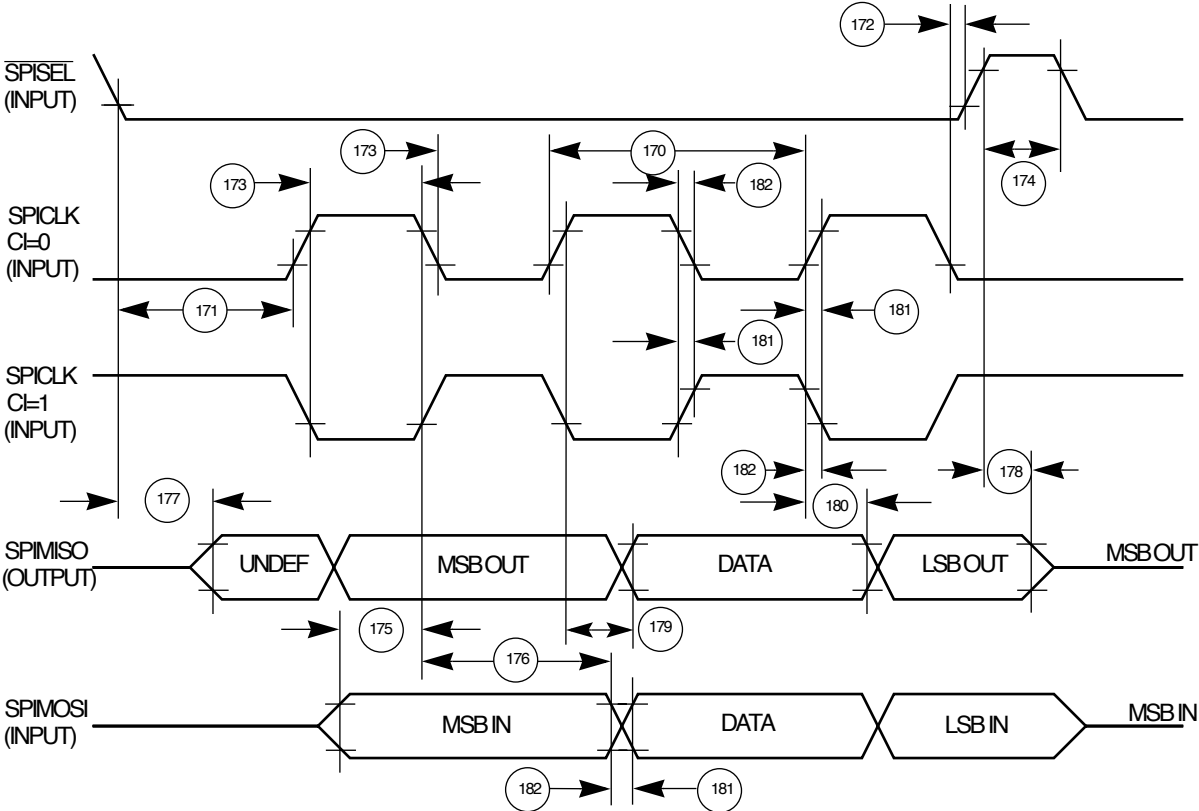 172
SPISEL
(INPUT)
173
170
173
182
174
SPICLK
CI=0
(INPUT)
171
181
181
SPICLK
CI=1
(INPUT)
182
178
177
180
SPIMISO
(OUTPUT)
UNDEF
MSB OUT
DATA
LSB OUT
MSB OUT
175
179
176
SPIMOSI
(INPUT)
MSB IN
DATA
LSB IN
MSB IN
182
181